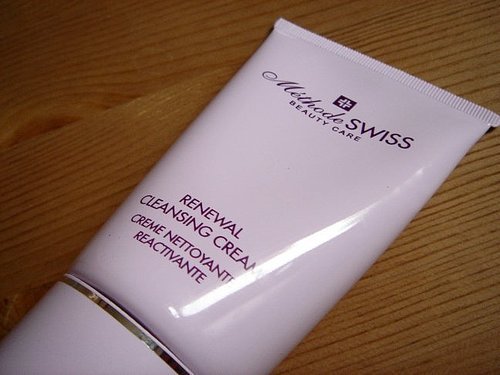 Méthode SWISS
BEAUTY CARE
RENEWAL
CLEANSING CREAM
CREME NETTOYANTE
REACTIVANTE